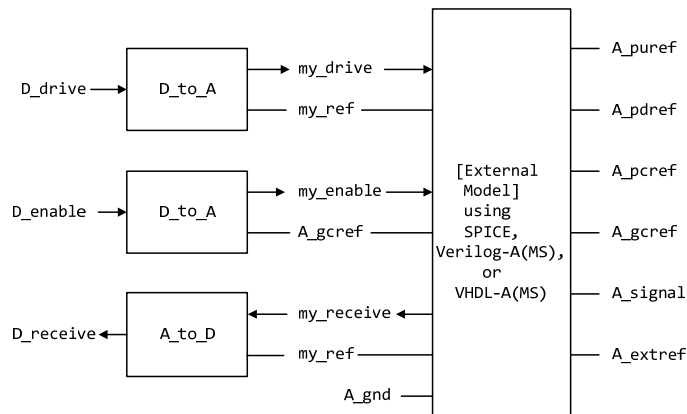 D_drive
D_to_A
my_drive
my_ref
D_enable
D_to_A
my_enable
A_gcref
D_receive
A_to_D
my_receive
my_ref
A_gnd
[External
Model]
using
SPICE,
Verilog-A(MS),
or
VHDL-A(MS)
A_puref
A_pdref
A_pcref
A_gcref
A_signal
A_extref